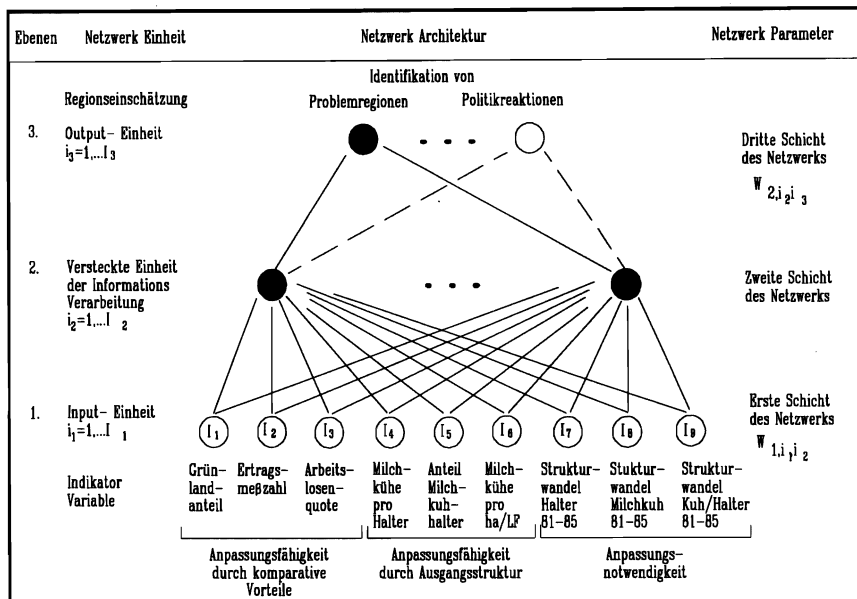 Ebenen Netzwerk Einheit Netzwerk Architektur Netzwerk Parameter
Identifikation von
Regionseinschätzung Problemregionen Politikreaktionen
3. Output- Einheit
i3=1,...I3
Dritte Schicht
des Netzwerks
W 2,i2i3
2. Versteckte Einheit
der Informations
Verarbeitung
i2=1,...I 2
Zweite Schicht
des Netzwerks
1. Input- Einheit
i1=1,...I 1
I1 I2 I3 I4 I5 I6 I7 I8 I9
Erste Schicht
des Netzwerks
W 1,i1i2
Indikator
Variable
Grün-
land-
anteil
Ertrags-
meßzahl
Arbeits-
losen-
quote
Milch-
kühe
pro
Halter
Anteil
Milch-
kuh-
halter
Milch-
kühe
pro
ha/LF
Struktur-
wandel
Halter
81-85
Stuktur-
wandel
Milchkuh
81-85
Struktur-
wandel
Kuh/Halter
81-85
Anpassungsfähigkeit
durch komparative
Vorteile
Anpassungsfähigkeit
durch Ausgangsstruktur
Anpassungs-
notwendigkeit